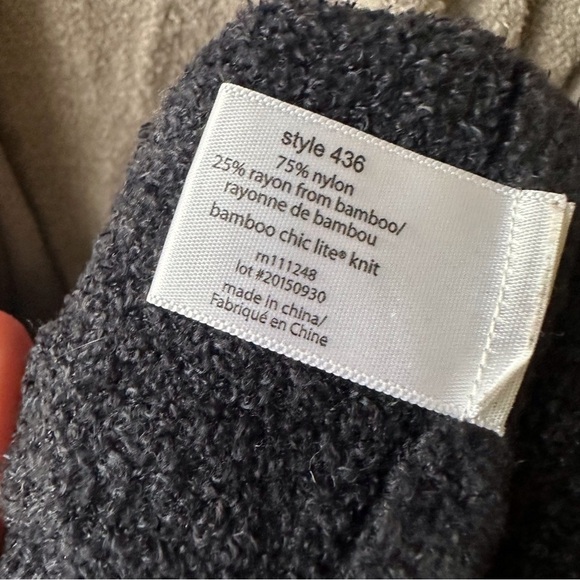 style 436
75% nylon
25% rayon from bamboo/
rayonne de bambou
bamboo chic lite® knit
rn111248
lot #20150930
made in china/
Fabriqué en Chine